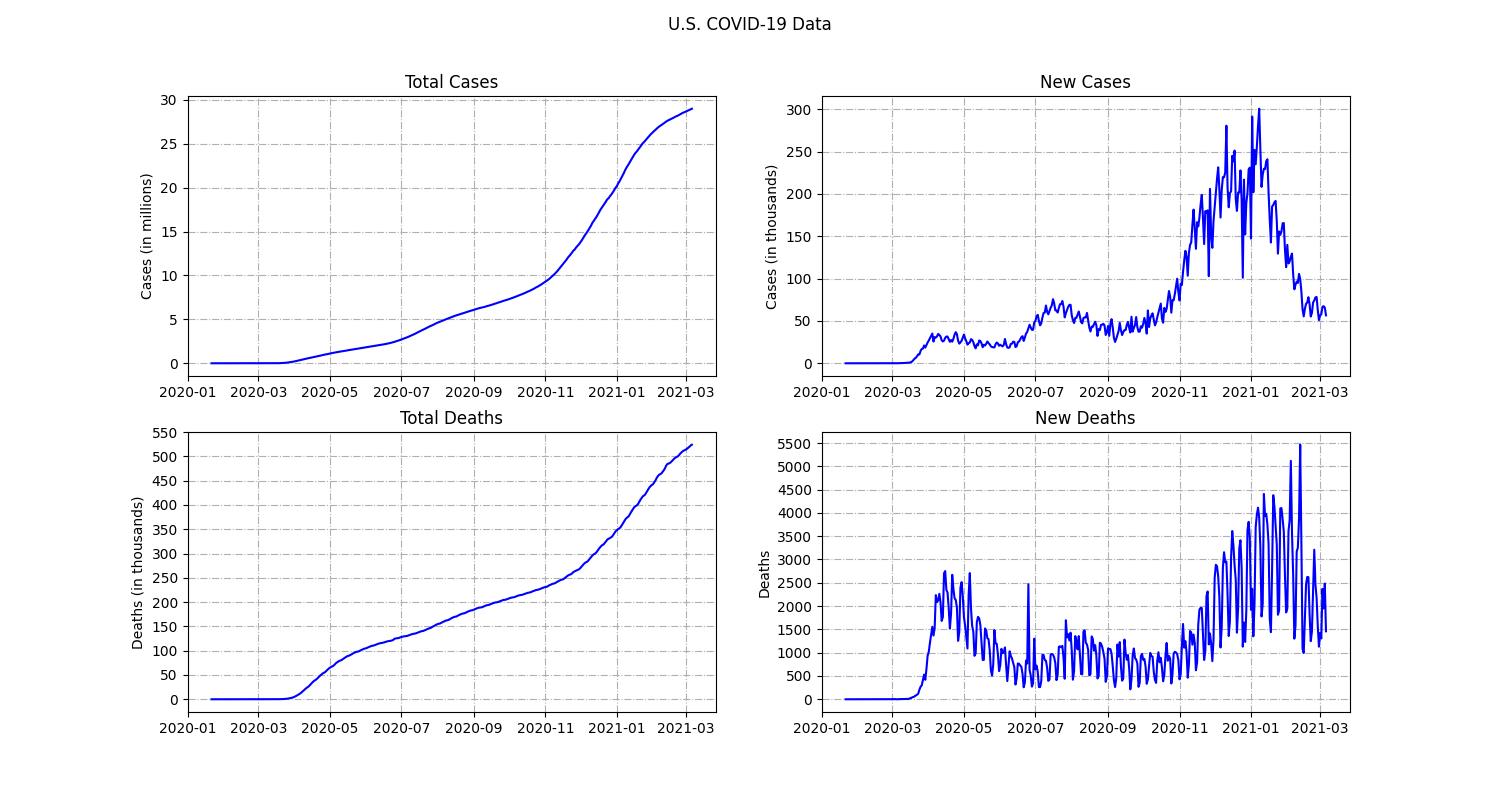 U.S. COVID-19 Data
Total Cases
Cases (in millions)
30
25
20
15
10
5
0
2020-01 2020-03 2020-05 2020-07 2020-09 2020-11 2021-01 2021-03
New Cases
Cases (in thousands)
300
250
200
150
100
50
0
2020-01 2020-03 2020-05 2020-07 2020-09 2020-11 2021-01 2021-03
Total Deaths
Deaths (in thousands)
550
500
450
400
350
300
250
200
150
100
50
0
2020-01 2020-03 2020-05 2020-07 2020-09 2020-11 2021-01 2021-03
New Deaths
Deaths
5500
5000
4500
4000
3500
3000
2500
2000
1500
1000
500
0
2020-01 2020-03 2020-05 2020-07 2020-09 2020-11 2021-01 2021-03